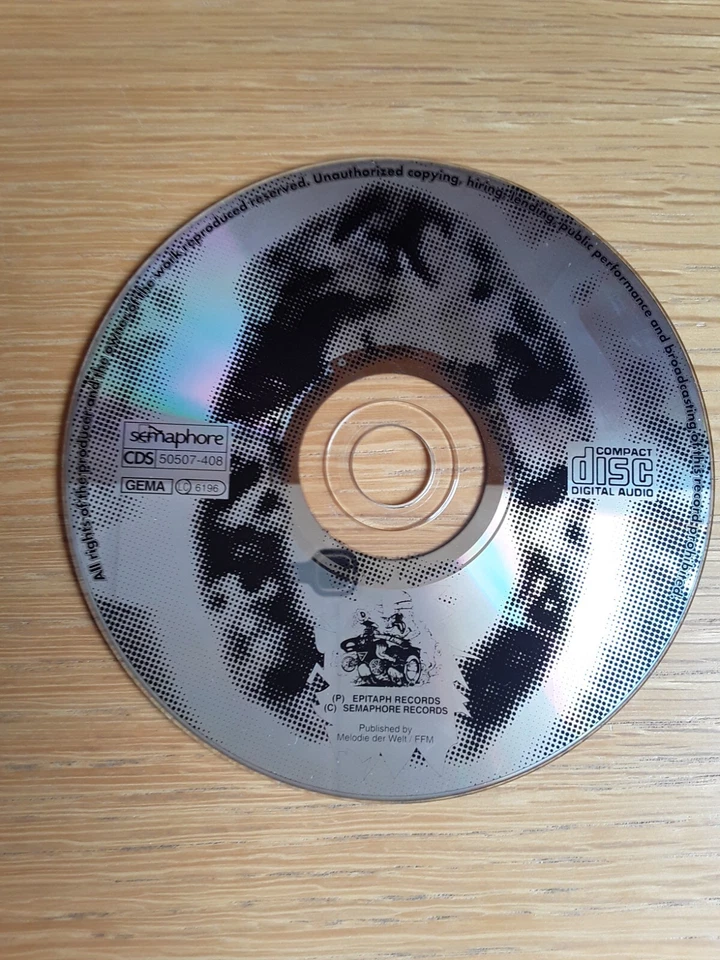 All rights of the producer and the owner of the work reproduced reserved. Unauthorized copying, hiring, lending, public performance and broadcasting of this record prohibited!
semaphore
CDS 50507-408
GEMA LC 6196
COMPACT
disc
DIGITAL AUDIO
(P) EPITAPH RECORDS
(C) SEMAPHORE RECORDS
Published by
Melodie der Welt / FFM